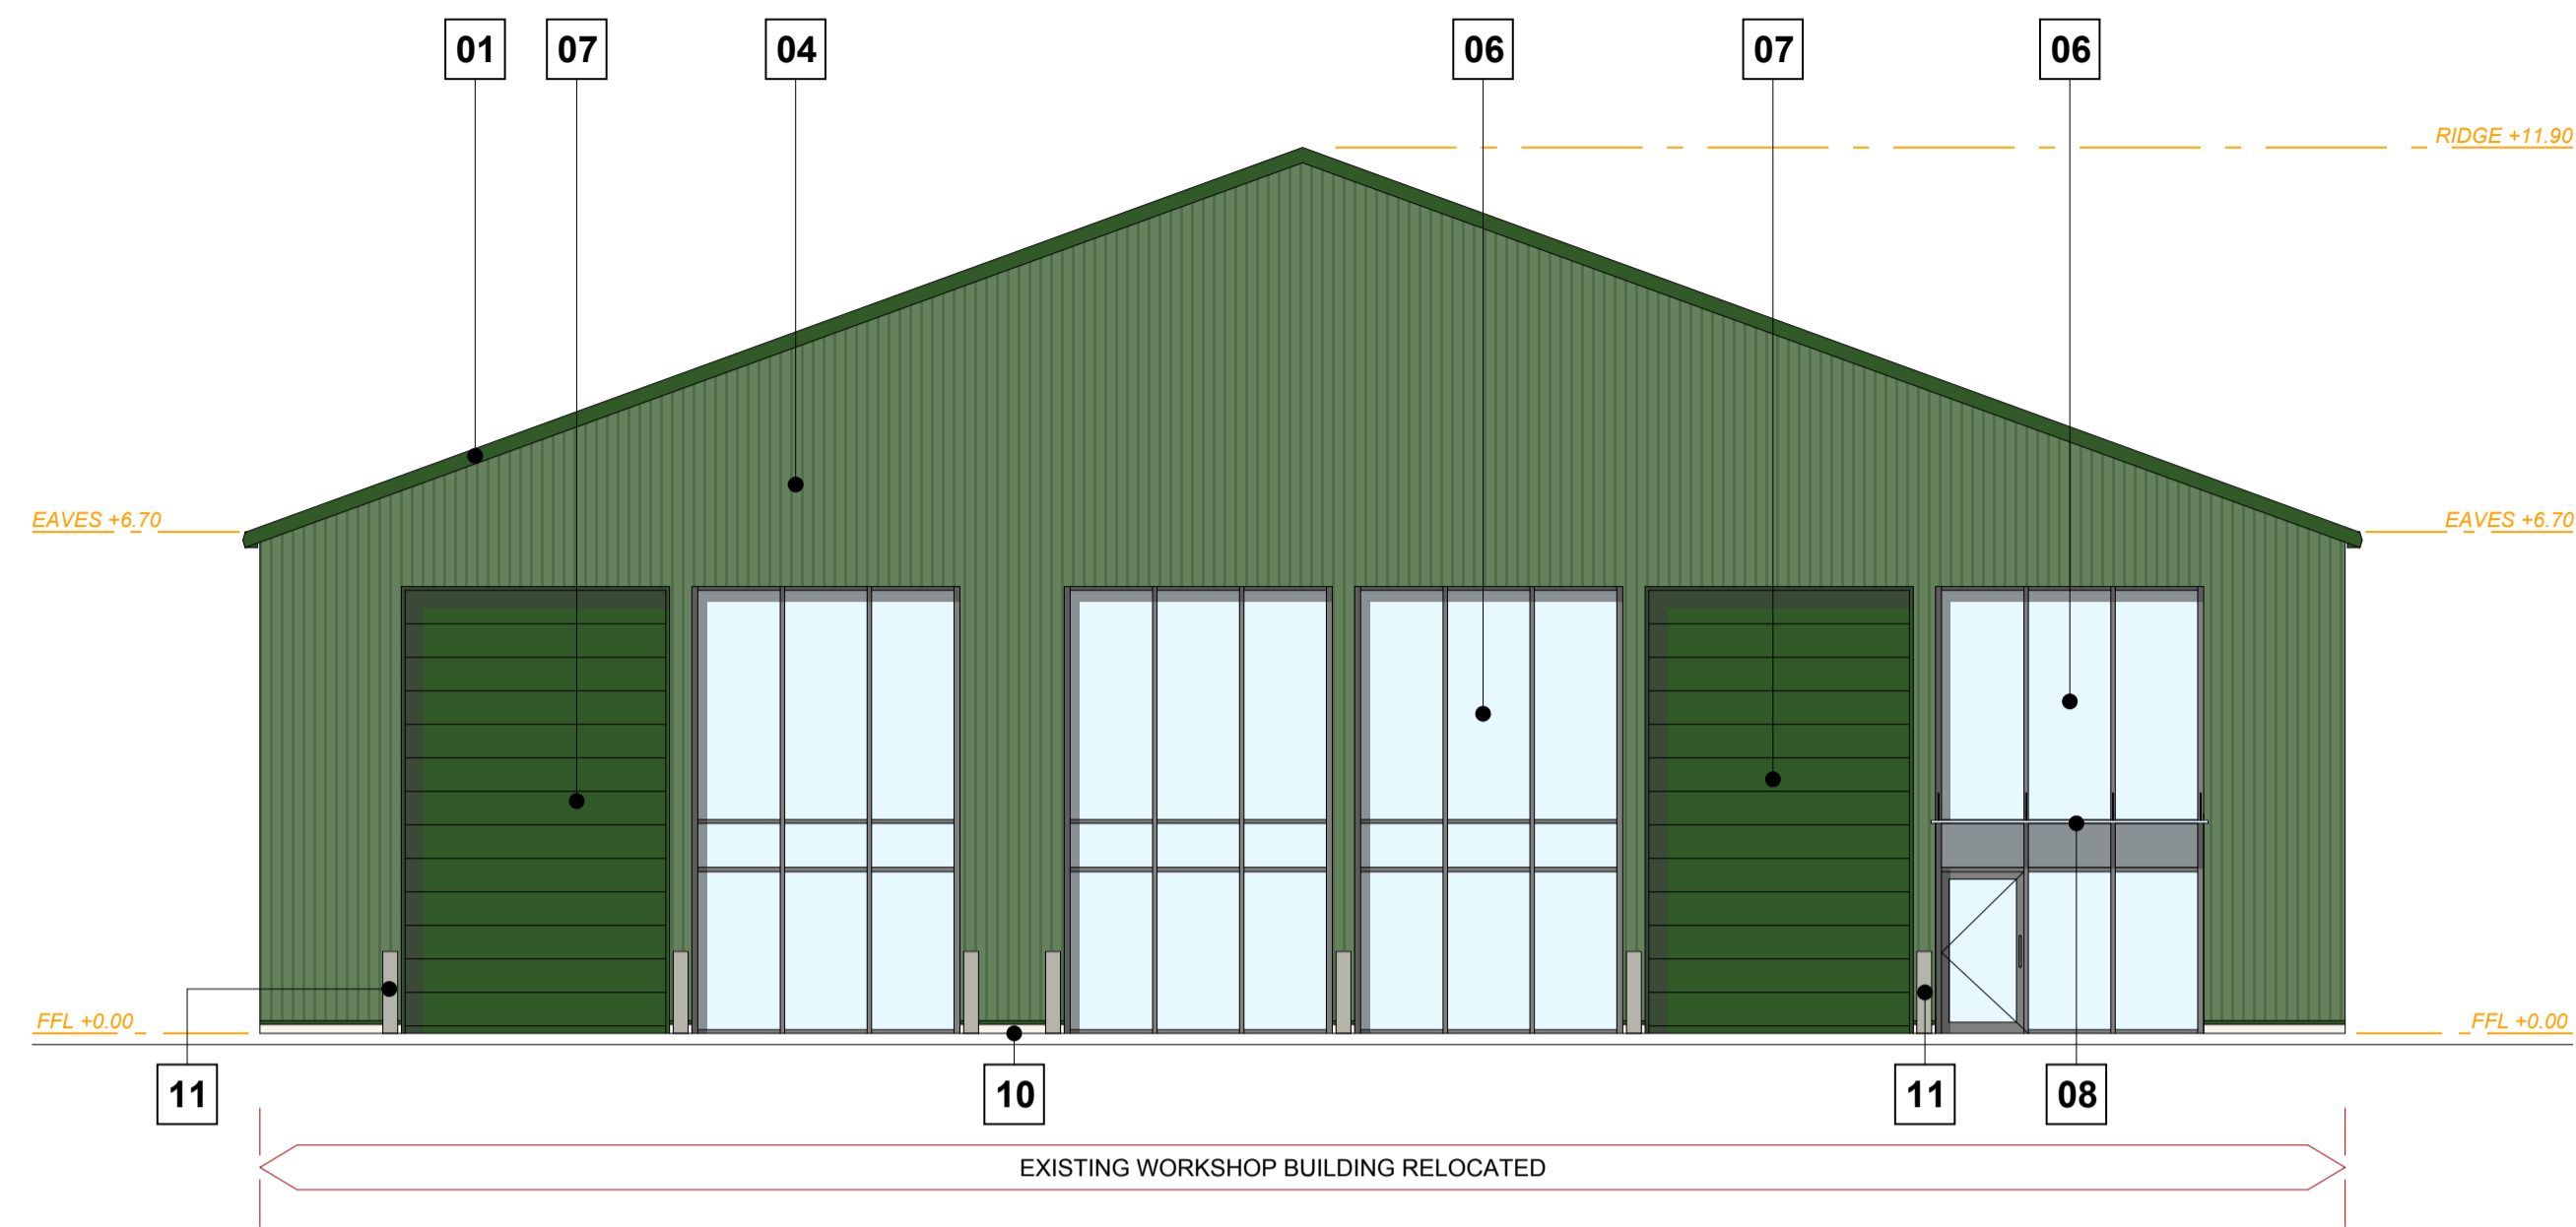 01
07
04
06
07
06
RIDGE +11.90
EAVES +6.70
EAVES +6.70
FFL +0.00
FFL +0.00
11
10
11
08
EXISTING WORKSHOP BUILDING RELOCATED